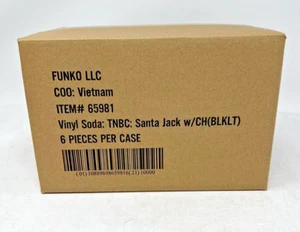 FUNKO LLC
COO: Vietnam
ITEM# 65981
Vinyl Soda: TNBC: Santa Jack w/CH(BLKLT)
6 PIECES PER CASE